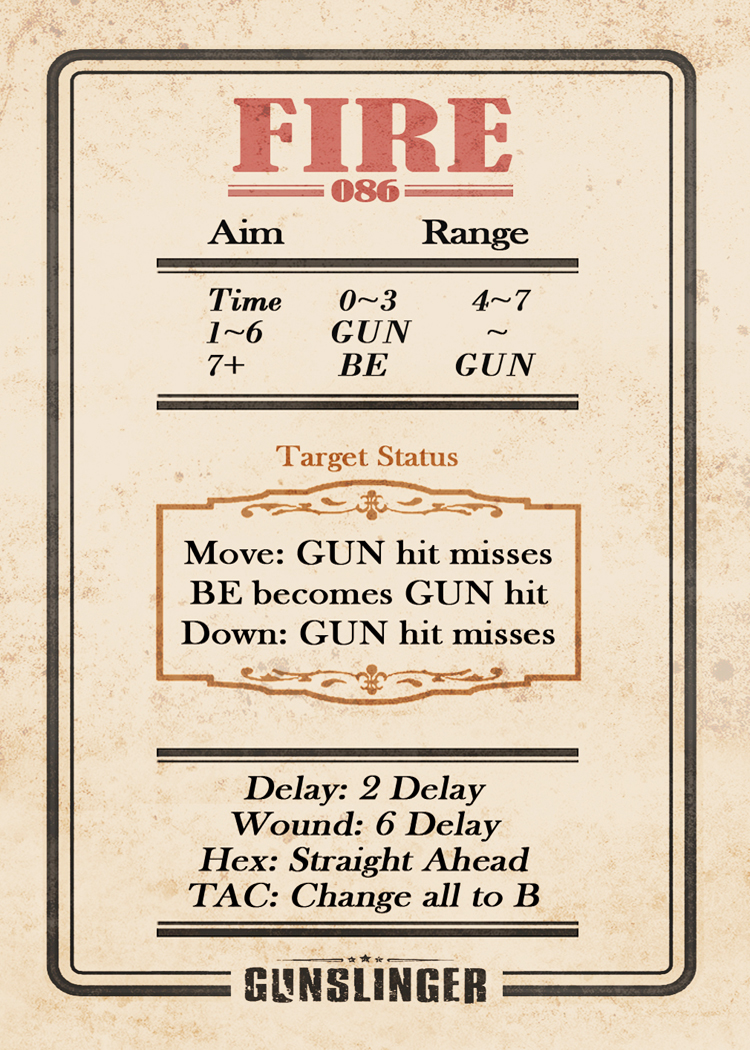 FIRE
086
Aim Range
Time 0~3 4~7
1~6 GUN ~
7+ BE GUN
Target Status
Move: GUN hit misses
BE becomes GUN hit
Down: GUN hit misses
Delay: 2 Delay
Wound: 6 Delay
Hex: Straight Ahead
TAC: Change all to B
GUNSLINGER